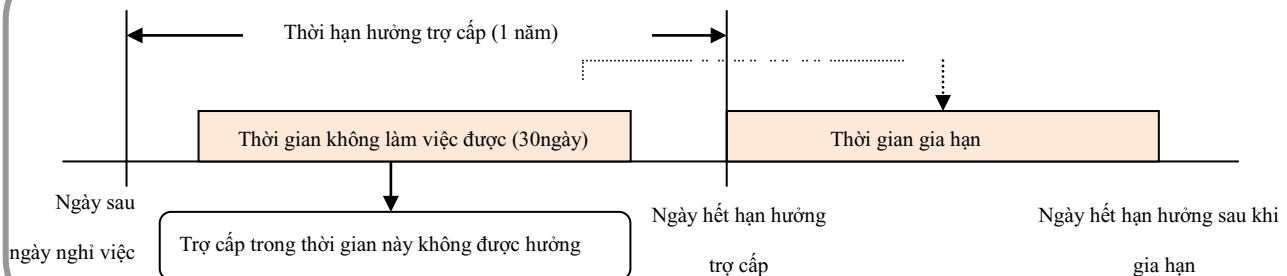 Thời hạn hưởng trợ cấp (1 năm)
Thời gian không làm việc được (30ngày)
Thời gian gia hạn
Ngày sau
ngày nghỉ việc
Trợ cấp trong thời gian này không được hưởng
Ngày hết hạn hưởng
trợ cấp
Ngày hết hạn hưởng sau khi
gia hạn